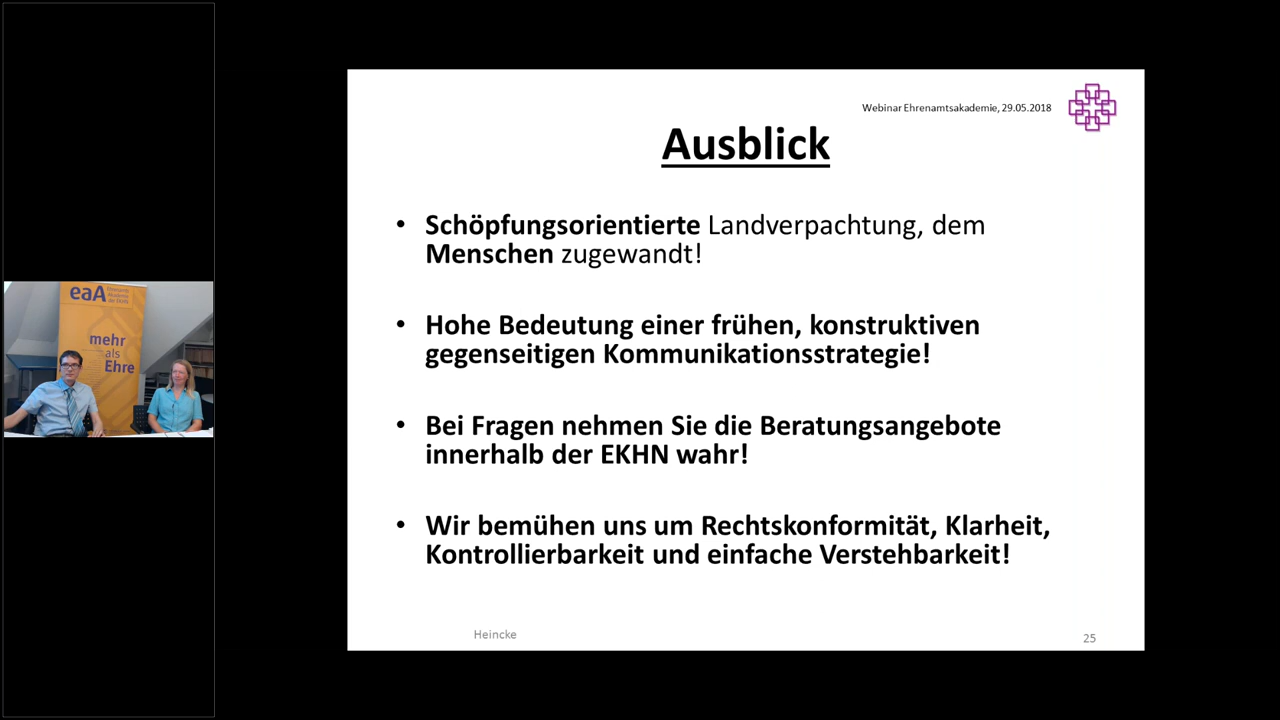 Webinar Ehrenamtsakademie, 29.05.2018
Ausblick
• Schöpfungsorientierte Landverpachtung, dem
Menschen zugewandt!
• Hohe Bedeutung einer frühen, konstruktiven
gegenseitigen Kommunikationsstrategie!
• Bei Fragen nehmen Sie die Beratungsangebote
innerhalb der EKHN wahr!
• Wir bemühen uns um Rechtskonformität, Klarheit,
Kontrollierbarkeit und einfache Verstehbarkeit!
Heincke
25
eaA
mehr
als
Ehre